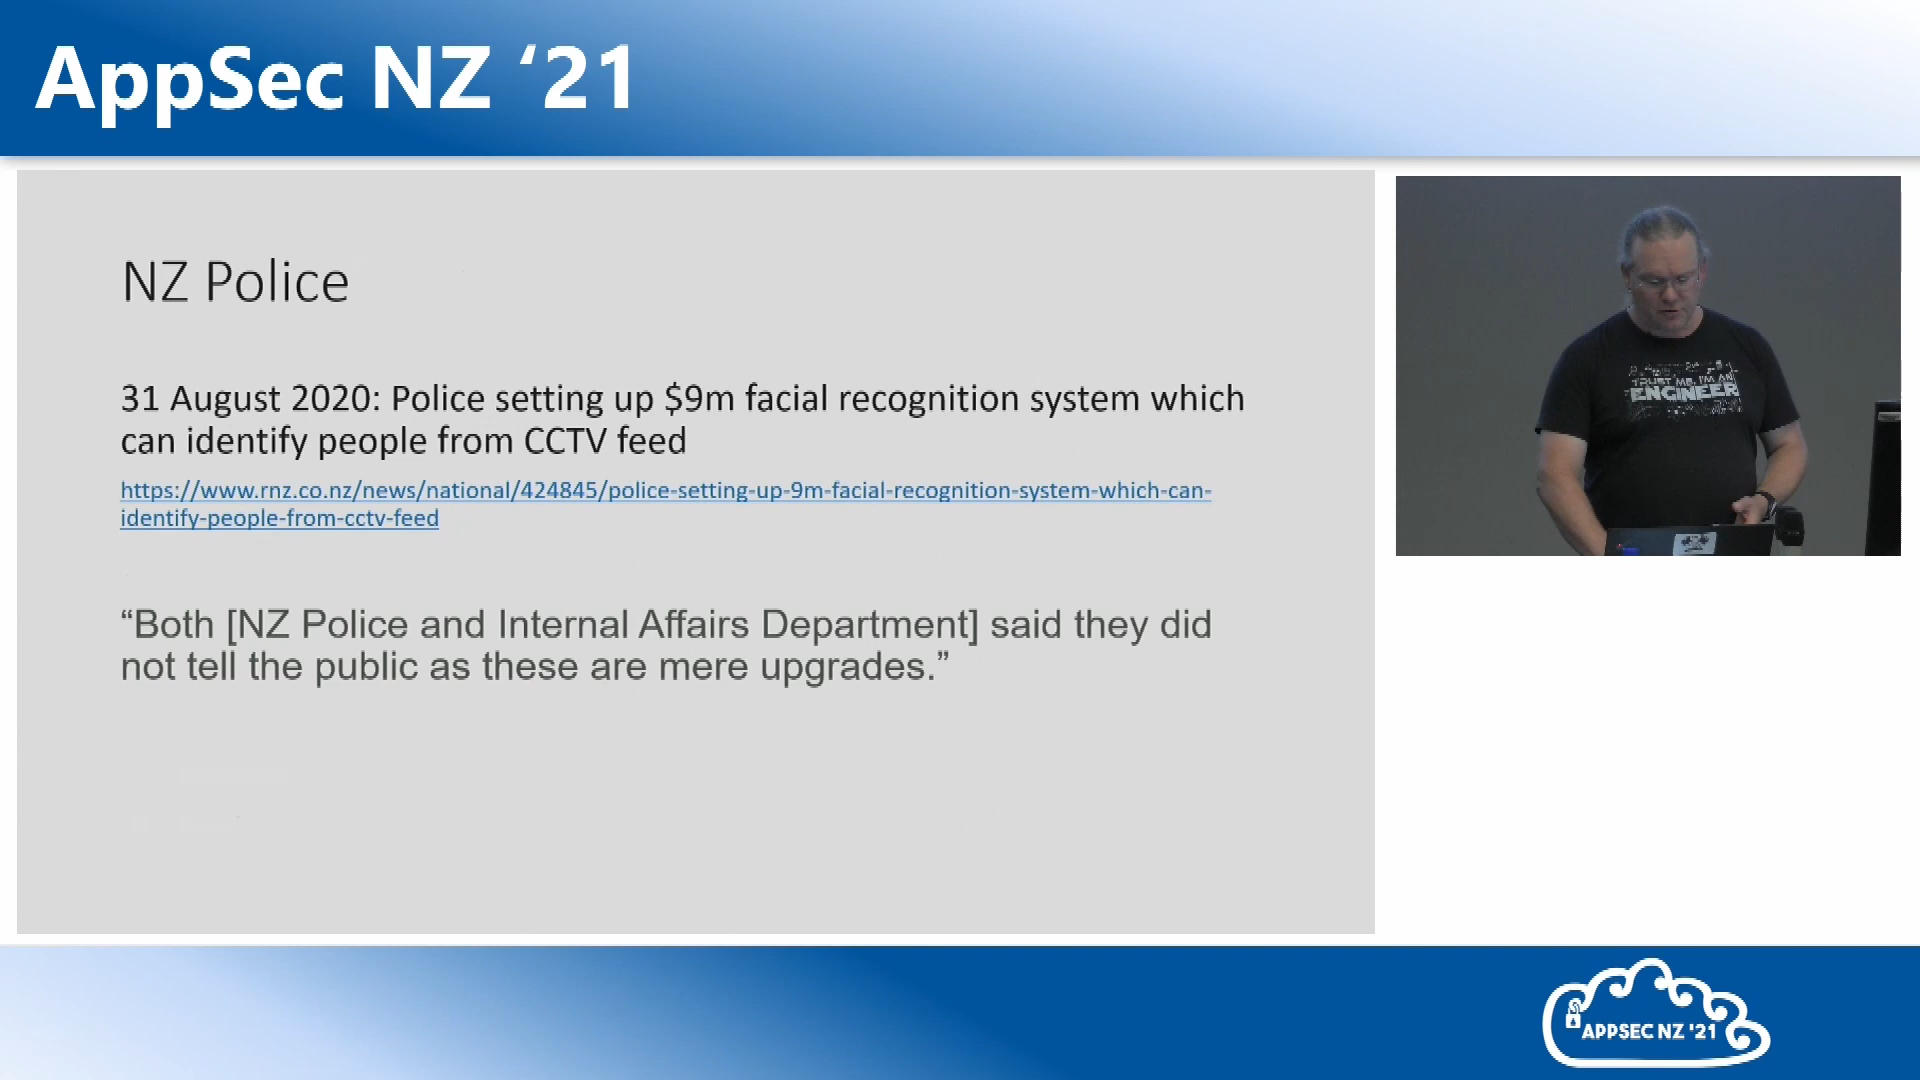 AppSec NZ ‘21
NZ Police
31 August 2020: Police setting up $9m facial recognition system which
can identify people from CCTV feed
https://www.rnz.co.nz/news/national/424845/police-setting-up-9m-facial-recognition-system-which-can-
identify-people-from-cctv-feed
“Both [NZ Police and Internal Affairs Department] said they did
not tell the public as these are mere upgrades.”
TRUST ME, I'M AN
ENGINEER
APPSEC NZ '21